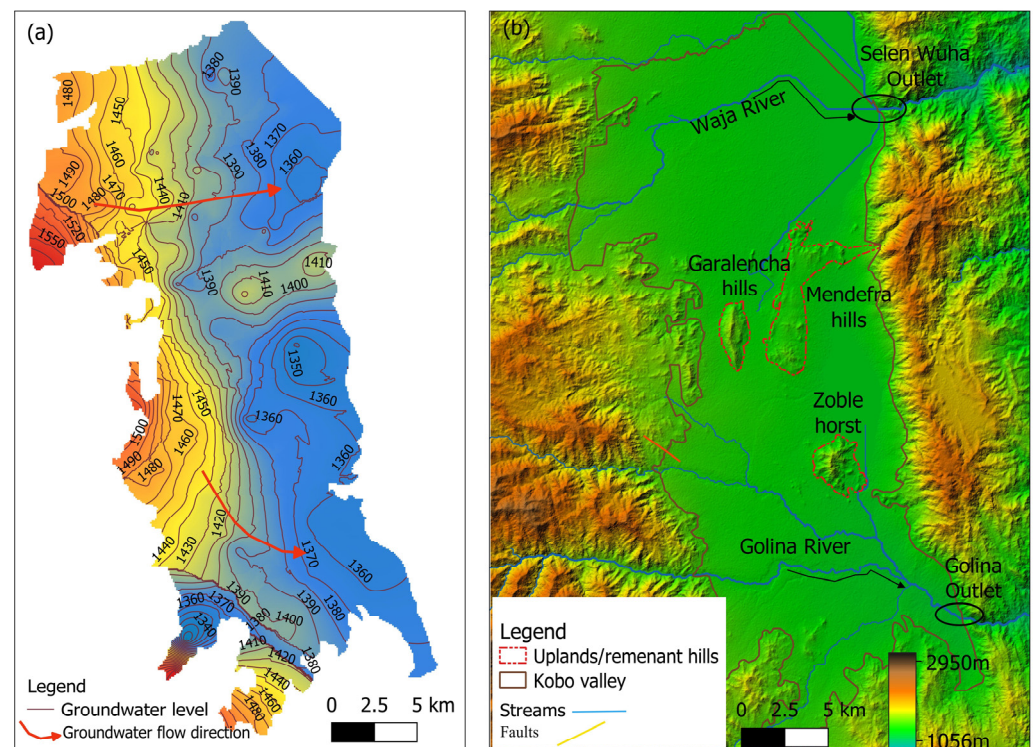 (a)
1380
1390
1480
1450
1370
1380
1360
1460
1390
1490
1470
1440
1410
1500
1480
1520
1550
1450
1410
1390
1410
1400
1350
1360
1450
1470
1360
1500
1460
1360
1490
1480
1420
1440
1430
1370
1360
1390
1360
1370
1390
1380
1380
1400
1340
1410
1420
1380
1440
1460
1480
Legend
Groundwater level
Groundwater flow direction
0 2.5 5 km
(b)
Selen Wuha
Outlet
Waja River
Garalencha
hills
Mendefra
hills
Zoble
horst
Golina River
Golina
Outlet
Legend
Uplands/remenant hills
Kobo valley
Streams
Faults
2950m
1056m
0 2.5 5 km